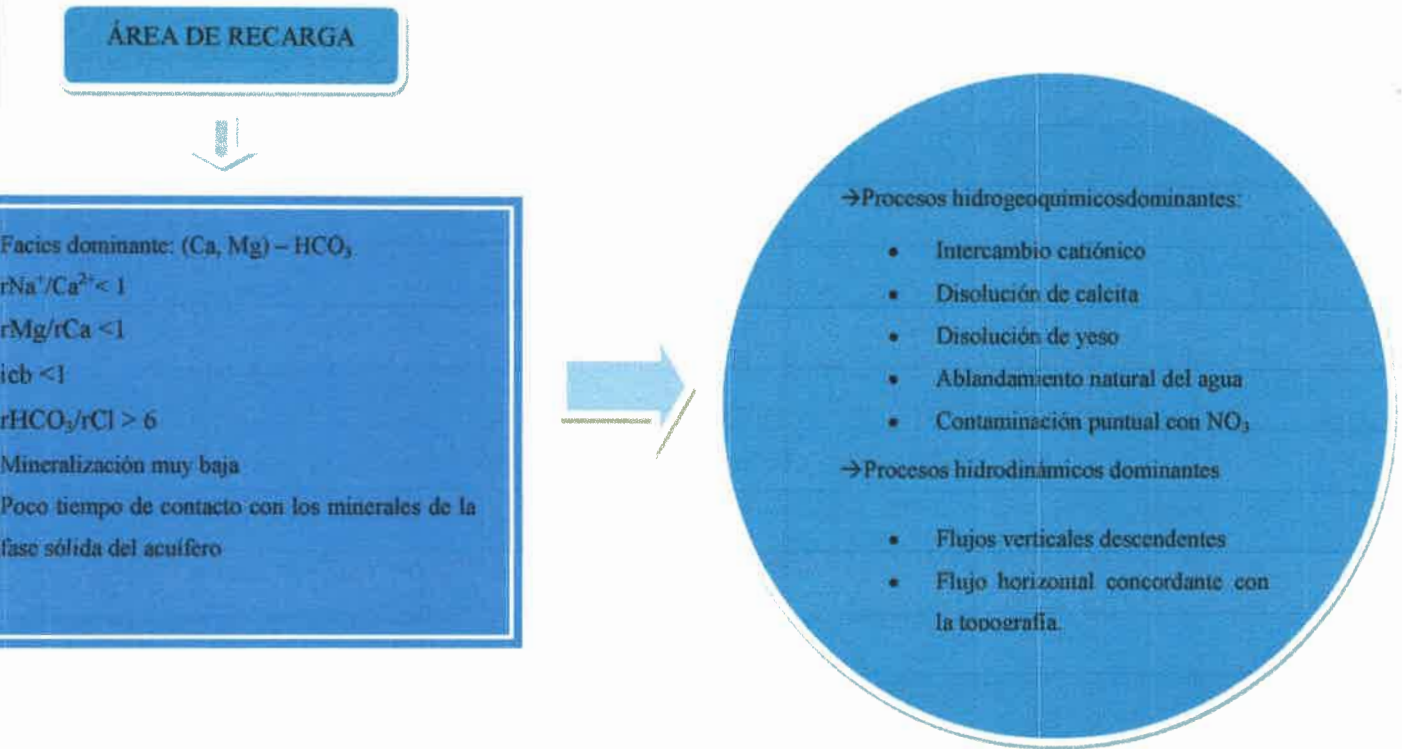 ÁREA DE RECARGA
Facies dominante: (Ca, Mg) – HCO₃
rNa⁺/Ca²⁺< 1
rMg/rCa <1
icb <1
rHCO₃/rCl > 6
Mineralización muy baja
Poco tiempo de contacto con los minerales de la
fase sólida del acuífero
→Procesos hidrogeoquímicosdominantes:
• Intercambio catiónico
• Disolución de calcita
• Disolución de yeso
• Ablandamiento natural del agua
• Contaminación puntual con NO₃
→Procesos hidrodinámicos dominantes
• Flujos verticales descendentes
• Flujo horizontal concordante con
la topografía.